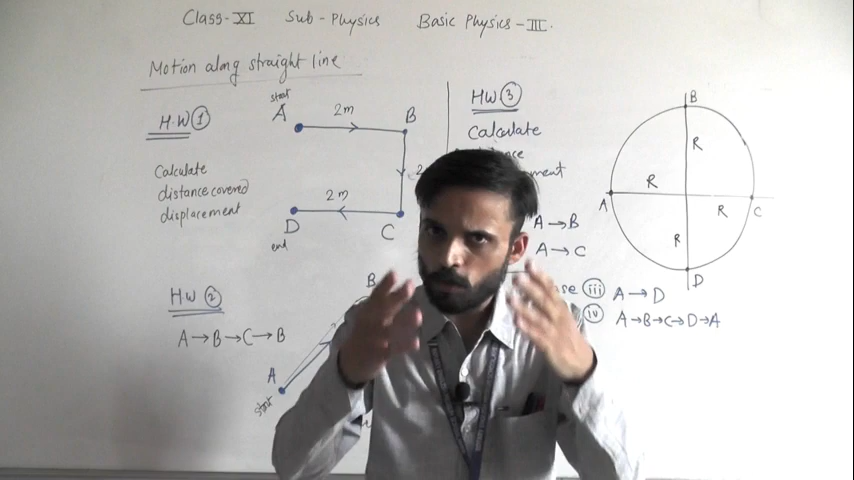 Class-XI Sub-Physics Basic Physics-III.
Motion along straight line
H.W 1
Calculate
distance covered
displacement
start
A
2m
B
2m
D
C
end
HW 2
A→B→C→B
B
A
start
HW 3
Calculate
A→B
A→C
iii A→D
iv A→B→C→D→A
B
R
R
A
R
C
R
D